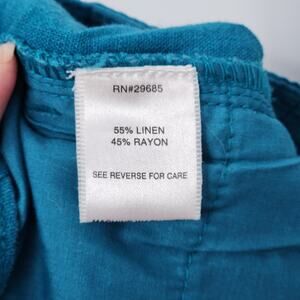 RN#29685
55% LINEN
45% RAYON
SEE REVERSE FOR CARE